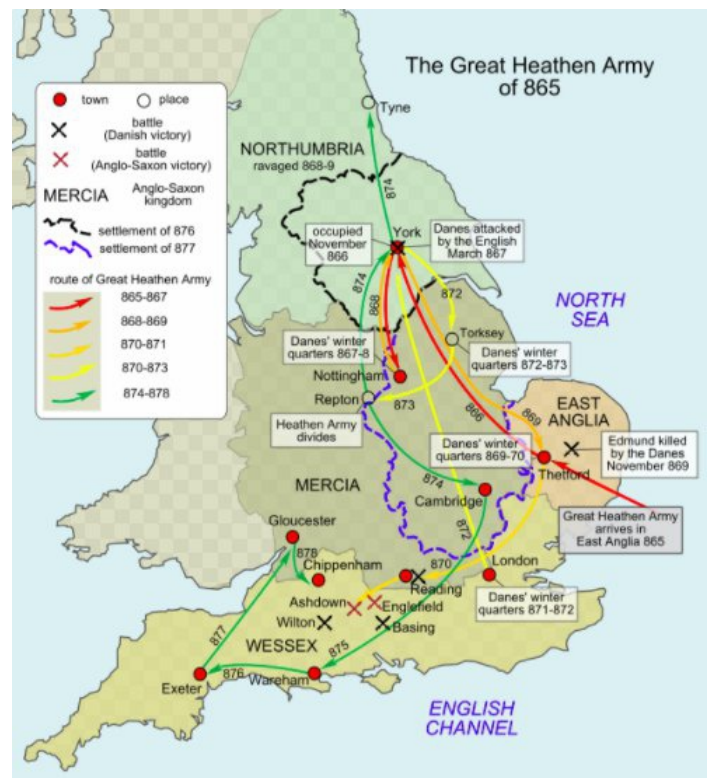 The Great Heathen Army
of 865
town
place
battle
(Danish victory)
battle
(Anglo-Saxon victory)
MERCIA
Anglo-Saxon
kingdom
settlement of 876
settlement of 877
route of Great Heathen Army
865-867
868-869
870-871
870-873
874-878
Tyne
NORTHUMBRIA
ravaged 868-9
874
occupied
November
866
York
Danes attacked
by the English
March 867
874
868
872
NORTH
SEA
Torksey
Danes' winter
quarters 867-8
Danes' winter
quarters 872-873
Nottingham
Repton
873
866
869
EAST
ANGLIA
Heathen Army
divides
Danes' winter
quarters 869-70
Edmund killed
by the Danes
November 869
Thetford
MERCIA
874
Cambridge
Great Heathen Army
arrives in
East Anglia 865
872
Gloucester
878
Chippenham
870
London
Reading
Ashdown
Englefield
Danes' winter
quarters 871-872
Wilton
Basing
WESSEX
877
875
876
Exeter
Wareham
ENGLISH
CHANNEL